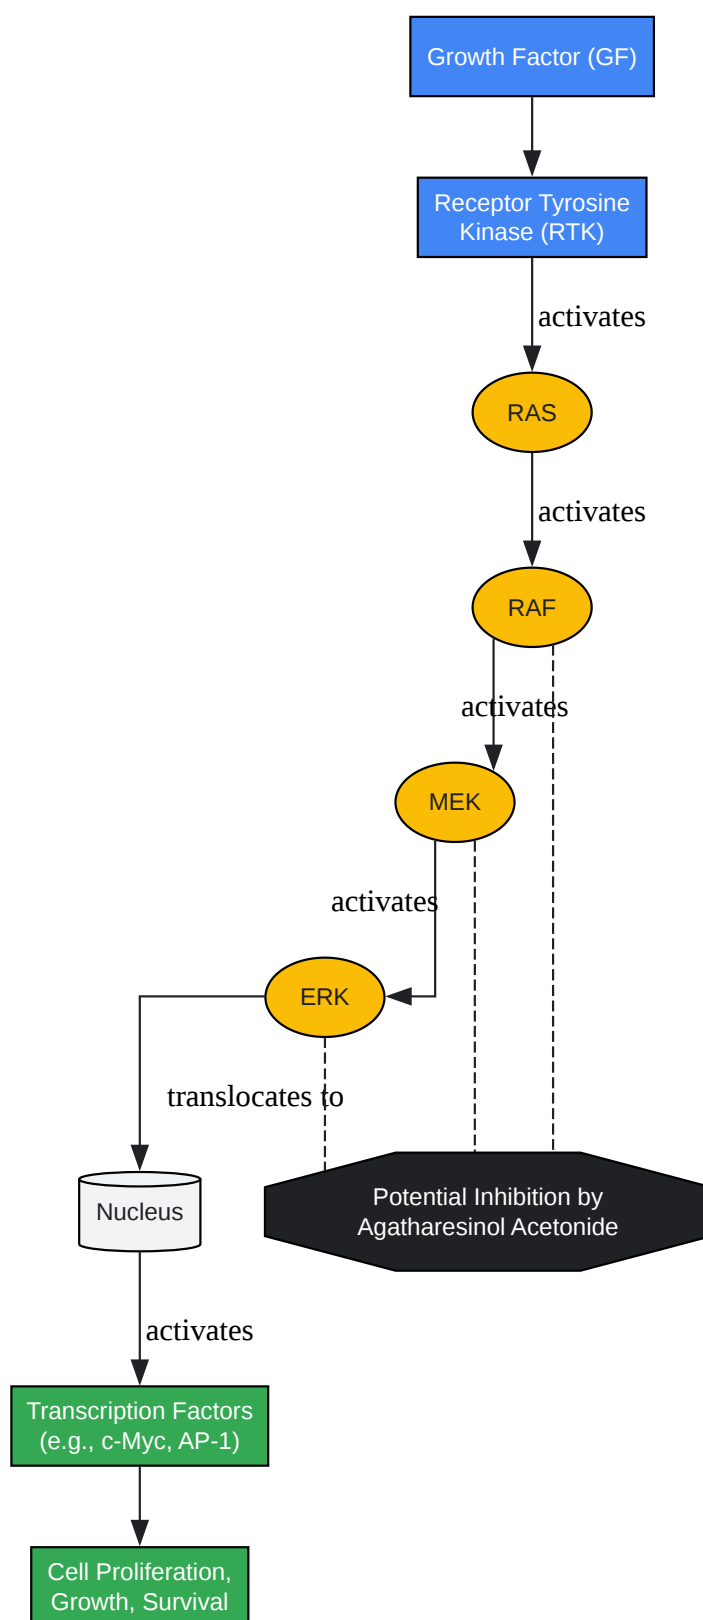 Growth Factor (GF)
Receptor Tyrosine
Kinase (RTK)
activates
RAS
activates
RAF
activates
MEK
activates
ERK
translocates to
Nucleus
Potential Inhibition by
Agatharesinol Acetonide
activates
Transcription Factors
(e.g., c-Myc, AP-1)
Cell Proliferation,
Growth, Survival